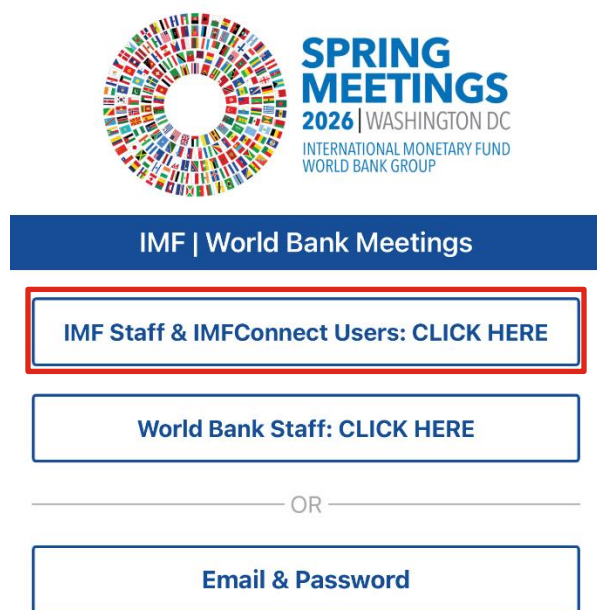 SPRING
MEETINGS
2026 | WASHINGTON DC
INTERNATIONAL MONETARY FUND
WORLD BANK GROUP
IMF | World Bank Meetings
IMF Staff & IMFConnect Users: CLICK HERE
World Bank Staff: CLICK HERE
OR
Email & Password